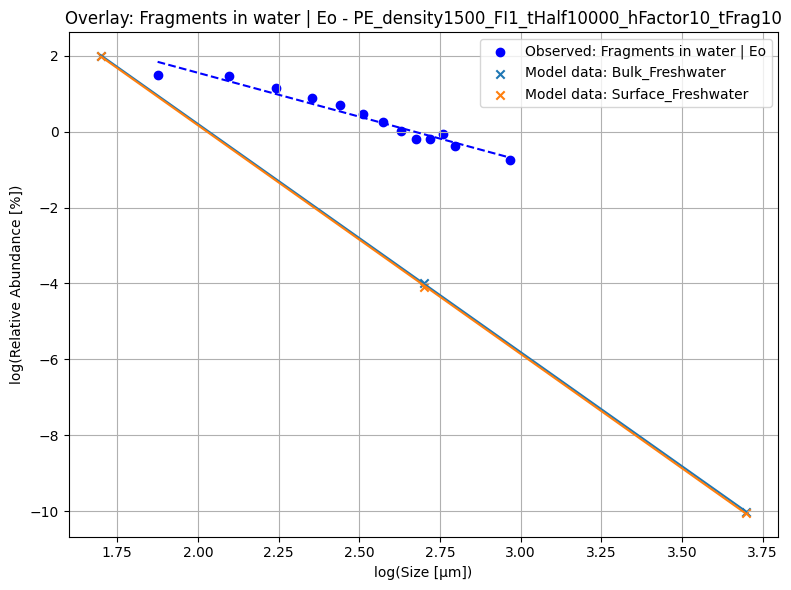 Overlay: Fragments in water | Eo - PE_density1500_FI1_tHalf10000_hFactor10_tFrag10
Observed: Fragments in water | Eo
Model data: Bulk_Freshwater
Model data: Surface_Freshwater
log(Relative Abundance [%])
2
0
−2
−4
−6
−8
−10
1.75
2.00
2.25
2.50
2.75
3.00
3.25
3.50
3.75
log(Size [µm])